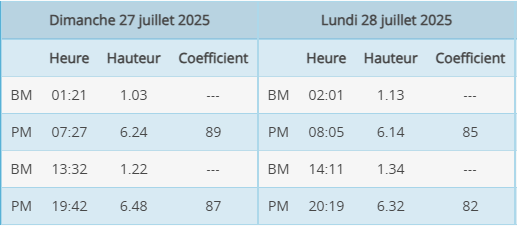 Dimanche 27 juillet 2025 Lundi 28 juillet 2025
Heure Hauteur Coefficient Heure Hauteur Coefficient
BM 01:21 1.03 --- BM 02:01 1.13 ---
PM 07:27 6.24 89 PM 08:05 6.14 85
BM 13:32 1.22 --- BM 14:11 1.34 ---
PM 19:42 6.48 87 PM 20:19 6.32 82